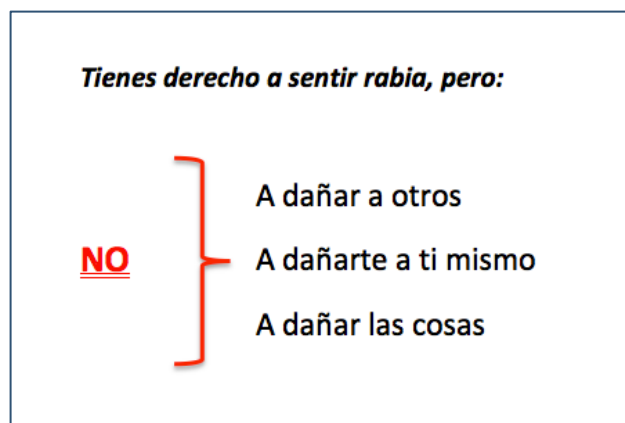 Tienes derecho a sentir rabia, pero:
A dañar a otros
NO
A dañarte a ti mismo
A dañar las cosas